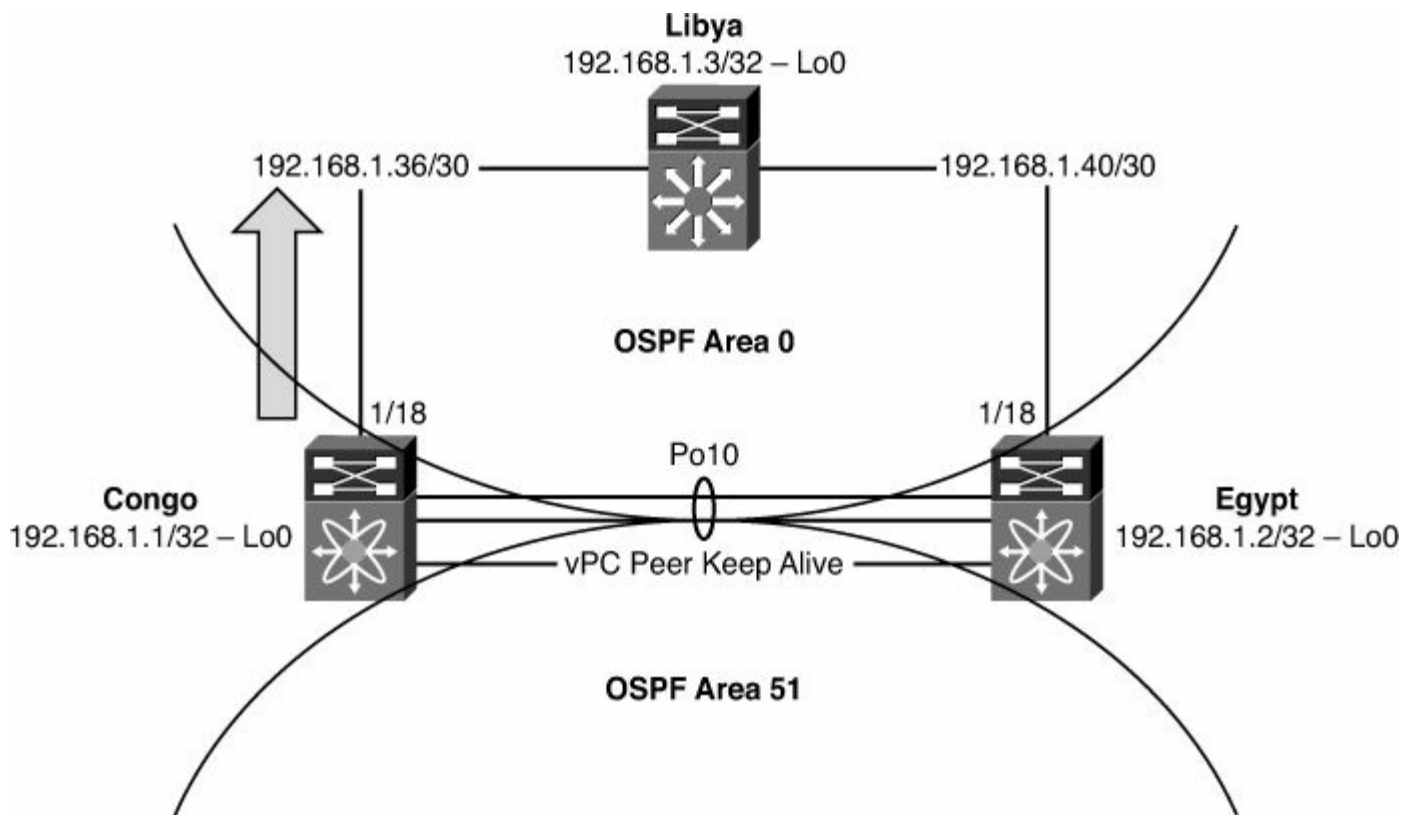 Libya
192.168.1.3/32 – Lo0
192.168.1.36/30
192.168.1.40/30
OSPF Area 0
1/18
1/18
Po10
Congo
192.168.1.1/32 – Lo0
Egypt
192.168.1.2/32 – Lo0
vPC Peer Keep Alive
OSPF Area 51